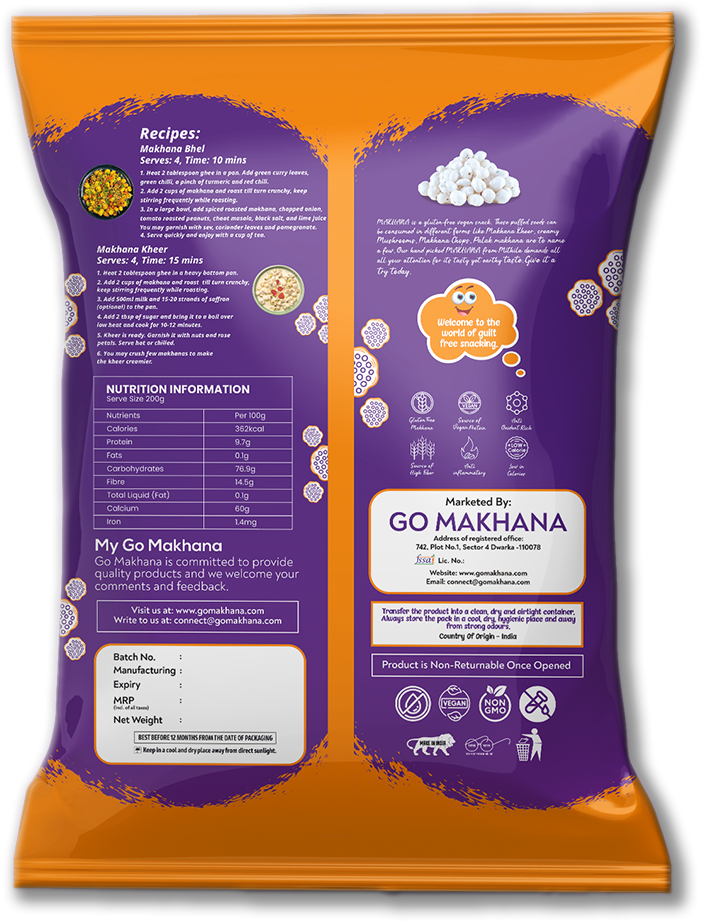 Recipes:
Makhana Bhel
Serves: 4, Time: 10 mins
1. Heat 2 tablespoon ghee in a pan. Add green curry leaves,
green chilli, a pinch of turmeric and red chili.
2. Add 2 cups of makhana and roast till turn crunchy, keep
stirring frequently while roasting.
3. In a large bowl, add spiced roasted makhana, chopped onion,
tomato roasted peanuts, chaat masala, black salt, and lime juice
You may garnish with sev, coriander leaves and pomegranate.
4. Serve quickly and enjoy with a cup of tea.
Makhana Kheer
Serves: 4, Time: 15 mins
1. Heat 2 tablespoon ghee in a heavy bottom pan.
2. Add 2 cups of makhana and roast till turn crunchy,
keep stirring frequently while roasting.
3. Add 500ml milk and 15-20 strands of saffron
(optional) to the pan.
4. Add 2 tbsp of sugar and bring it to a boil over
low heat and cook for 10-12 minutes.
5. Kheer is ready. Garnish it with nuts and rose
petals. Serve hot or chilled.
6. You may crush few makhanas to make
the kheer creamier.
NUTRITION INFORMATION
Serve Size 200g
Nutrients Per 100g
Calories 362kcal
Protein 9.7g
Fats 0.1g
Carbohydrates 76.9g
Fibre 14.5g
Total Liquid (Fat) 0.1g
Calcium 60g
Iron 1.4mg
My Go Makhana
Go Makhana is committed to provide
quality products and we welcome your
comments and feedback.
Visit us at: www.gomakhana.com
Write to us at: connect@gomakhana.com
Batch No. :
Manufacturing :
Expiry :
MRP :
(Incl. of all taxes)
Net Weight :
BEST BEFORE 12 MONTHS FROM THE DATE OF PACKAGING
Keep in a cool and dry place away from direct sunlight.
MAKHANA is a gluten-free vegan snack. These puffed seeds can
be consumed in different forms like Makhana Kheer, creamy
Mushrooms, Makhana Chops, Palak makhana are to name
a few. Our hand picked MAKHANA from Mithila demands all
all your attention for its tasty yet earthy taste. Give it a
try today.
Welcome to the
world of guilt
free snacking.
Gluten Free
Makhana
Source of
Vegan Protein
Anti
Oxidant Rich
Source of
High Fiber
Anti
inflammatory
LOW
Calorie
Low in
Calories
Marketed By:
GO MAKHANA
Address of registered office:
742, Plot No.1, Sector 4 Dwarka -110078
fssai Lic. No.:
Website: www.gomakhana.com
Email: connect@gomakhana.com
Transfer the product into a clean, dry and airtight container.
Always store the pack in a cool, dry, hygienic place and away
from strong odours.
Country Of Origin - India
Product is Non-Returnable Once Opened
VEGAN
NON
GMO
MAKE IN INDIA